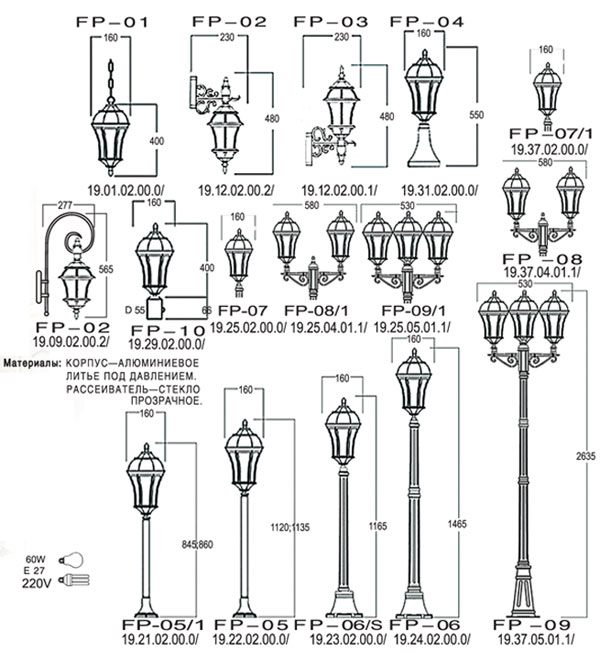 FP-01 FP-02 FP-03 FP-04
160 230 230 160 160
400 480 480 550
FP-07/1
19.37.02.00.0/
19.01.02.00.0/ 19.12.02.00.2/ 19.12.02.00.1/ 19.31.02.00.0/
580
277 160 160 580 530
565 400
FP-08
19.37.04.01.1/
D 55 66
FP-02 FP-10 FP-07 FP-08/1 FP-09/1
19.09.02.00.2/ 19.29.02.00.0/ 19.25.02.00.0/ 19.25.04.01.1/ 19.25.05.01.1/
530
Материалы: КОРПУС—АЛЮМИНИЕВОЕ
ЛИТЬЕ ПОД ДАВЛЕНИЕМ.
РАССЕИВАТЕЛЬ—СТЕКЛО
ПРОЗРАЧНОЕ.
160 160 160 160
845;860 1120;1135 1165 1465 2635
60W
E 27
220V
FP-05/1 FP-05 FP-06/S FP-06 FP-09
19.21.02.00.0/ 19.22.02.00.0/ 19.23.02.00.0/ 19.24.02.00.0/ 19.37.05.01.1/